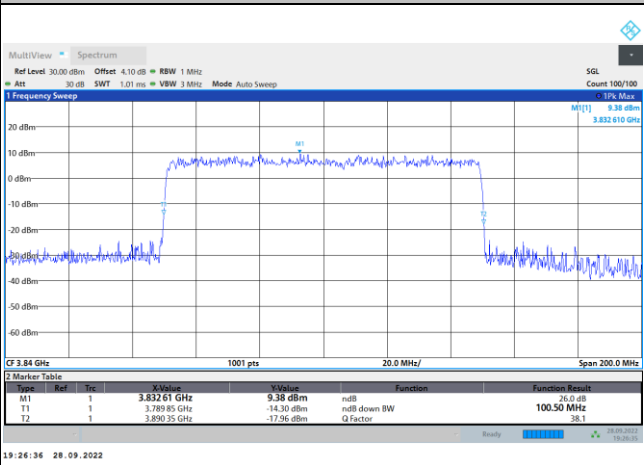 MultiView Spectrum
Ref Level 30.00 dBm Offset 4.10 dB RBW 1 MHz SGL
Att 30 dB SWT 1.01 ms VBW 3 MHz Mode Auto Sweep Count 100/100
1 Frequency Sweep 1Pk Max
M1[1] 9.38 dBm
3.832 610 GHz
20 dBm
M1
10 dBm
0 dBm
-10 dBm
T1
T2
-20 dBm
-30 dBm
-40 dBm
-50 dBm
-60 dBm
CF 3.84 GHz 1001 pts 20.0 MHz/ Span 200.0 MHz
2 Marker Table
Type Ref Trc X-Value Y-Value Function Function Result
M1 1 3.832 61 GHz 9.38 dBm ndB 26.0 dB
T1 1 3.789 85 GHz -14.30 dBm ndB down BW 100.50 MHz
T2 1 3.890 35 GHz -17.96 dBm Q Factor 38.1
Ready 28.09.2022
19:26:35
19:26:36 28.09.2022